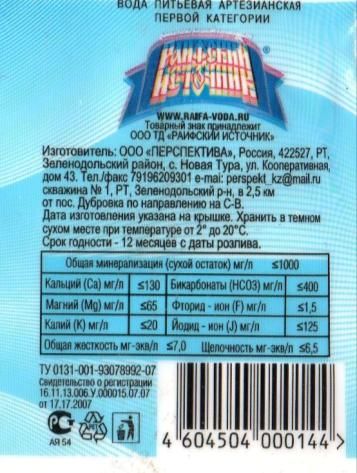 ВОДА ПИТЬЕВАЯ АРТЕЗИАНСКАЯ
ПЕРВОЙ КАТЕГОРИИ
РАИФСКИЙ
ИСТОЧНИК
®
WWW.RAIFA-VODA.RU
Товарный знак принадлежит
ООО ТД «РАИФСКИЙ ИСТОЧНИК»
Изготовитель: ООО «ПЕРСПЕКТИВА», Россия, 422527, РТ,
Зеленодольский район, с. Новая Тура, ул. Кооперативная,
дом 43. Тел./факс 79196209301 e-mai: perspekt_kz@mail.ru
скважина № 1, РТ, Зеленодольский р-н, в 2,5 км
от пос. Дубровка по направлению на С-В.
Дата изготовления указана на крышке. Хранить в темном
сухом месте при температуре от 2° до 20°С.
Срок годности - 12 месяцев с даты розлива.
Общая минерализация (сухой остаток) мг/л ≤1000
Кальций (Ca) мг/л ≤130 Бикарбонаты (HCO3) мг/л ≤400
Магний (Mg) мг/л ≤65 Фторид - ион (F) мг/л ≤1,5
Калий (K) мг/л ≤20 Йодид - ион (J) мг/л ≤125
Общая жесткость мг-экв/л ≤7,0 Щелочность мг-экв/л ≤6,5
ТУ 0131-001-93078992-07
Свидетельство о регистрации
16.11.13.006.У.000015.07.07
от 17.17.2007
АЯ 54
4 604504 000144 >